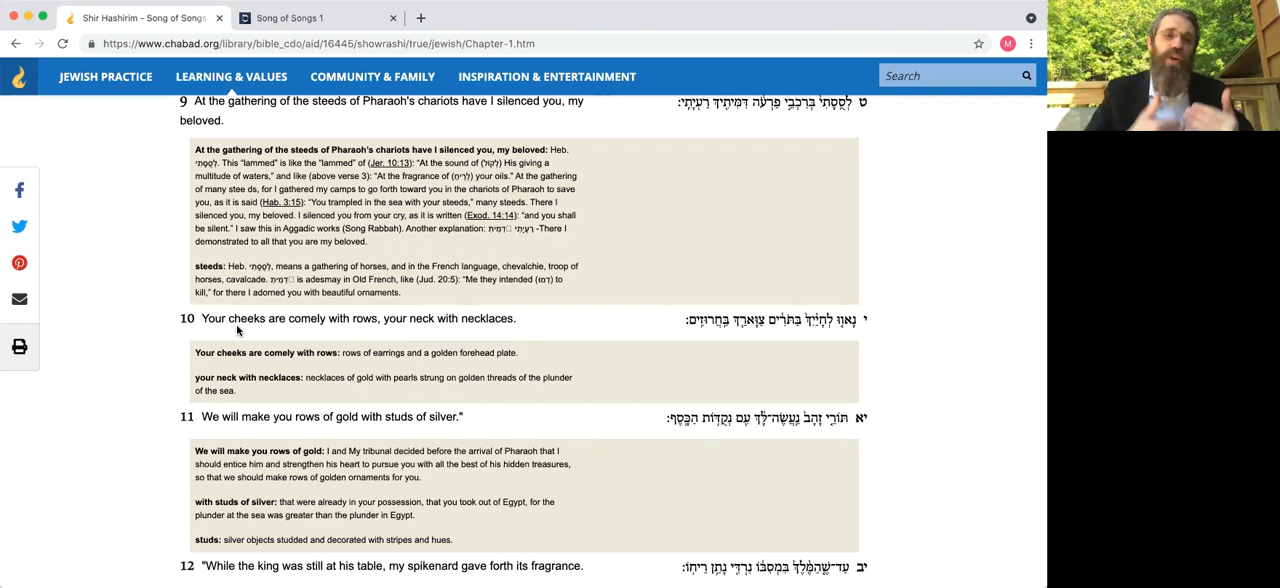 Shir Hashirim - Song of Songs
Song of Songs 1
https://www.chabad.org/library/bible_cdo/aid/16445/showrashi/true/jewish/Chapter-1.htm
M
JEWISH PRACTICE LEARNING & VALUES COMMUNITY & FAMILY INSPIRATION & ENTERTAINMENT
Search
9 At the gathering of the steeds of Pharaoh's chariots have I silenced you, my
beloved.
ט לְסֻסָתִי֙ בְּרִכְבֵ֣י פַרְעֹ֔ה דִּמִּיתִ֖יךְ רַעְיָתִֽי:
At the gathering of the steeds of Pharaoh's chariots have I silenced you, my beloved: Heb.
לְסֻסָתִי. This "lammed" is like the "lammed" of (Jer. 10:13): "At the sound of (לְקוֹל) His giving a
multitude of waters," and like (above verse 3): "At the fragrance of (לְרֵיחַ) your oils." At the gathering
of many stee ds, for I gathered my camps to go forth toward you in the chariots of Pharaoh to save
you, as it is said (Hab. 3:15): "You trampled in the sea with your steeds," many steeds. There I
silenced you, my beloved. I silenced you from your cry, as it is written (Exod. 14:14): "and you shall
be silent." I saw this in Aggadic works (Song Rabbah). Another explanation: -There I
demonstrated to all that you are my beloved.
steeds: Heb. לְסֻסָתִי, means a gathering of horses, and in the French language, chevalchie, troop of
horses, cavalcade. is adesmay in Old French, like (Jud. 20:5): "Me they intended (דִמוּ) to
kill," for there I adorned you with beautiful ornaments.
10 Your cheeks are comely with rows, your neck with necklaces.
י נָאו֤וּ לְחָיַ֙יִךְ֙ בַּתֹּרִ֔ים צַוָּארֵ֖ךְ בַּֽחֲרוּזִֽים:
Your cheeks are comely with rows: rows of earrings and a golden forehead plate.
your neck with necklaces: necklaces of gold with pearls strung on golden threads of the plunder
of the sea.
11 We will make you rows of gold with studs of silver."
יא תּוֹרֵ֤י זָהָב֙ נַֽעֲשֶׂה־לָּ֔ךְ עִ֖ם נְקֻדּ֥וֹת הַכָּֽסֶף:
We will make you rows of gold: I and My tribunal decided before the arrival of Pharaoh that I
should entice him and strengthen his heart to pursue you with all the best of his hidden treasures,
so that we should make rows of golden ornaments for you.
with studs of silver: that were already in your possession, that you took out of Egypt, for the
plunder at the sea was greater than the plunder in Egypt.
studs: silver objects studded and decorated with stripes and hues.
12 "While the king was still at his table, my spikenard gave forth its fragrance.
יב עַד־שֶׁ֤הַמֶּ֙לֶךְ֙ בִּמְסִבּ֔וֹ נִרְדִּ֖י נָתַ֥ן רֵיחֽוֹ: